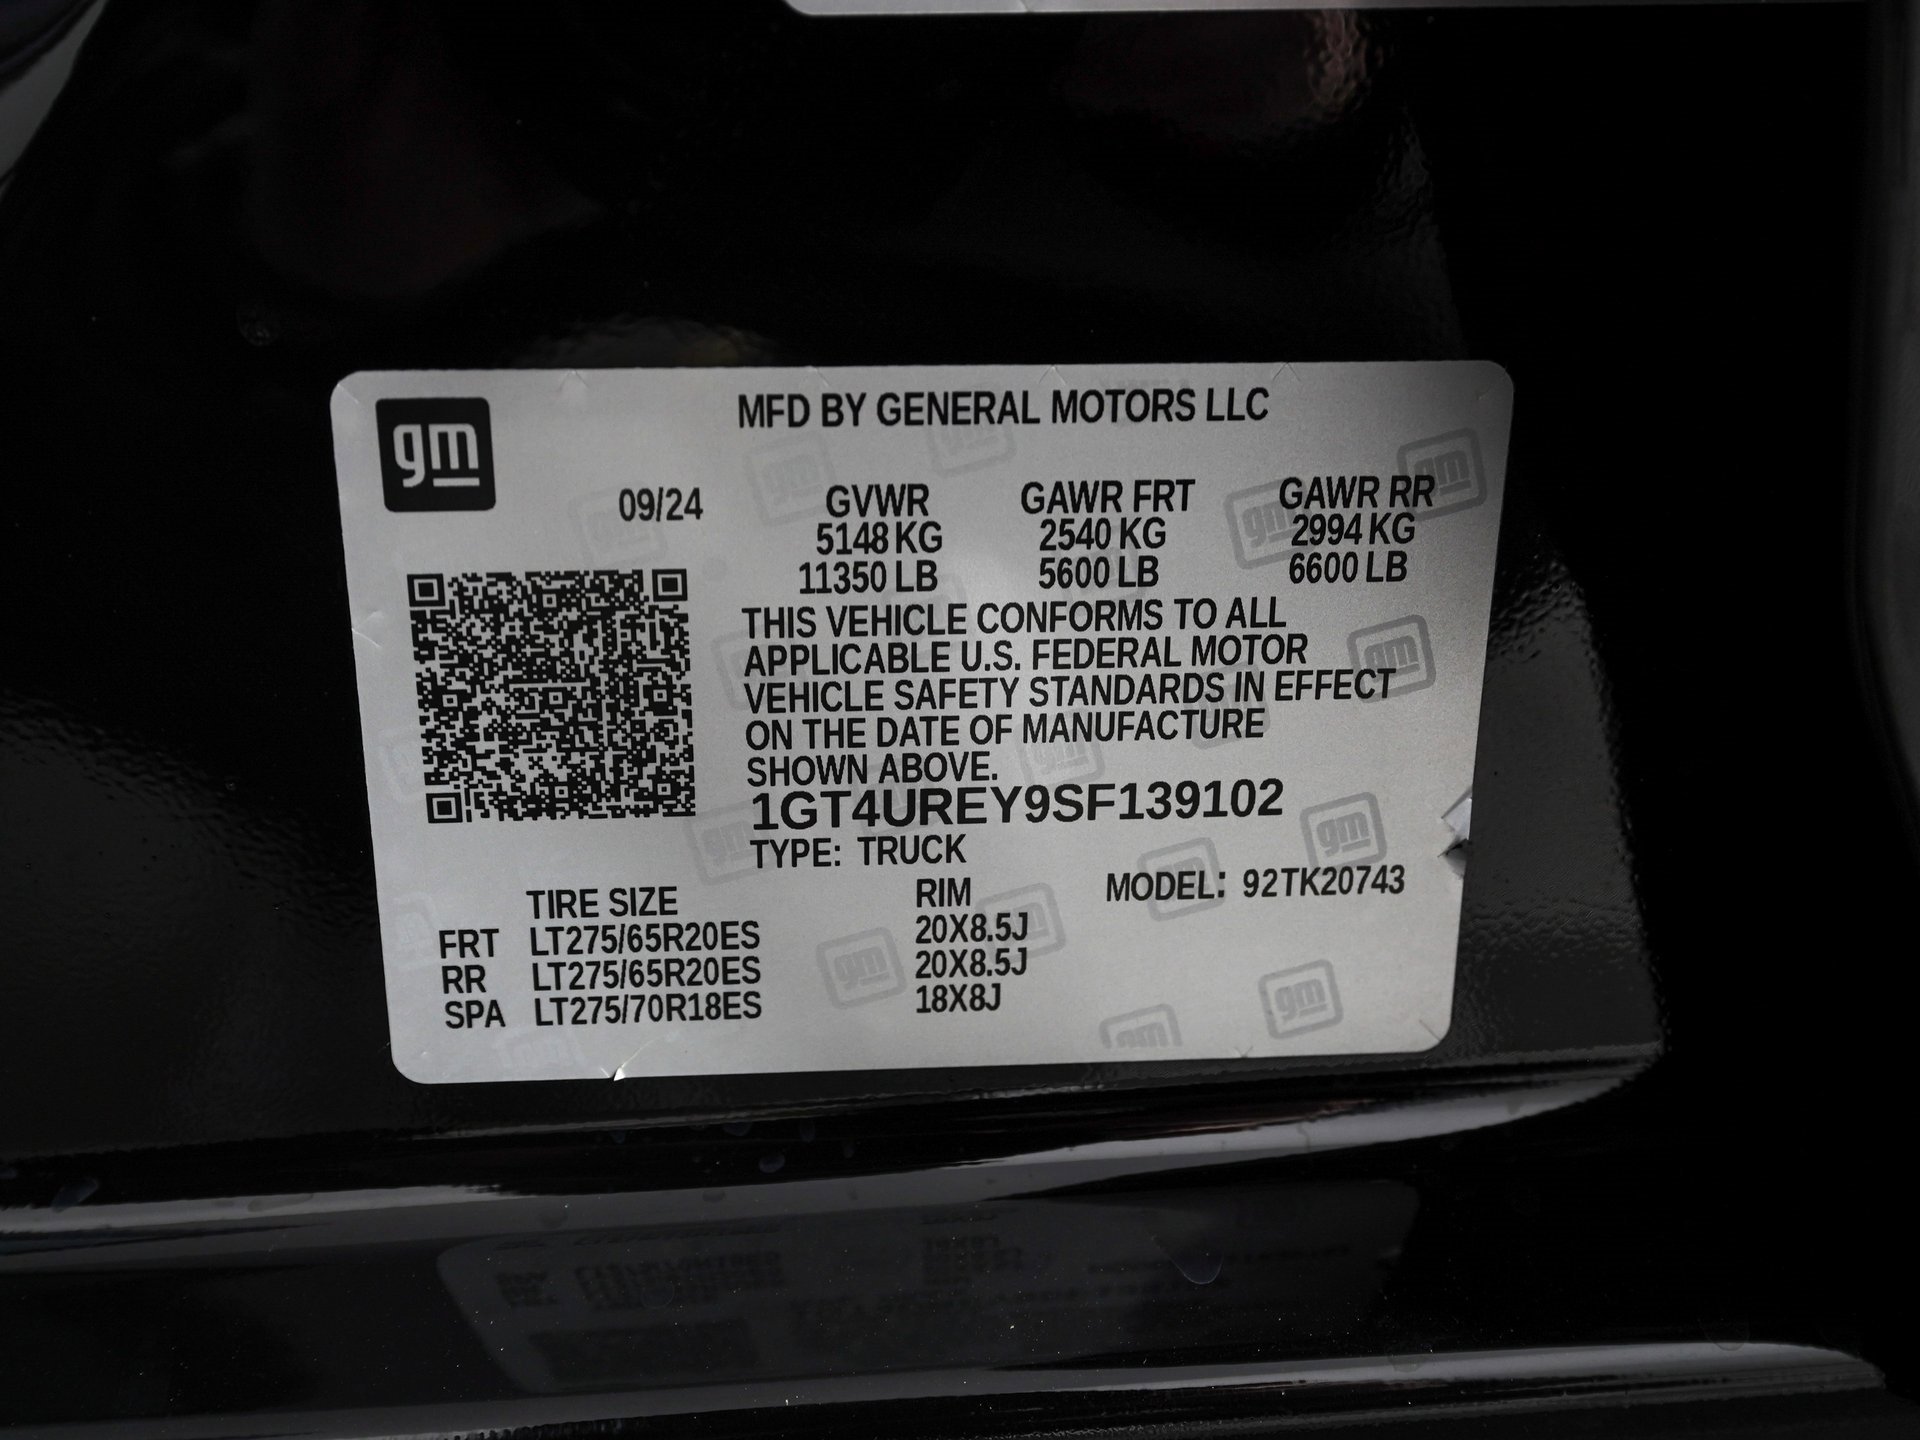 gm
MFD BY GENERAL MOTORS LLC
09/24 GVWR GAWR FRT GAWR RR
5148 KG 2540 KG 2994 KG
11350 LB 5600 LB 6600 LB
THIS VEHICLE CONFORMS TO ALL
APPLICABLE U.S. FEDERAL MOTOR
VEHICLE SAFETY STANDARDS IN EFFECT
ON THE DATE OF MANUFACTURE
SHOWN ABOVE.
1GT4UREY9SF139102
TYPE: TRUCK
TIRE SIZE RIM MODEL: 92TK20743
FRT LT275/65R20ES 20X8.5J
RR LT275/65R20ES 20X8.5J
SPA LT275/70R18ES 18X8J